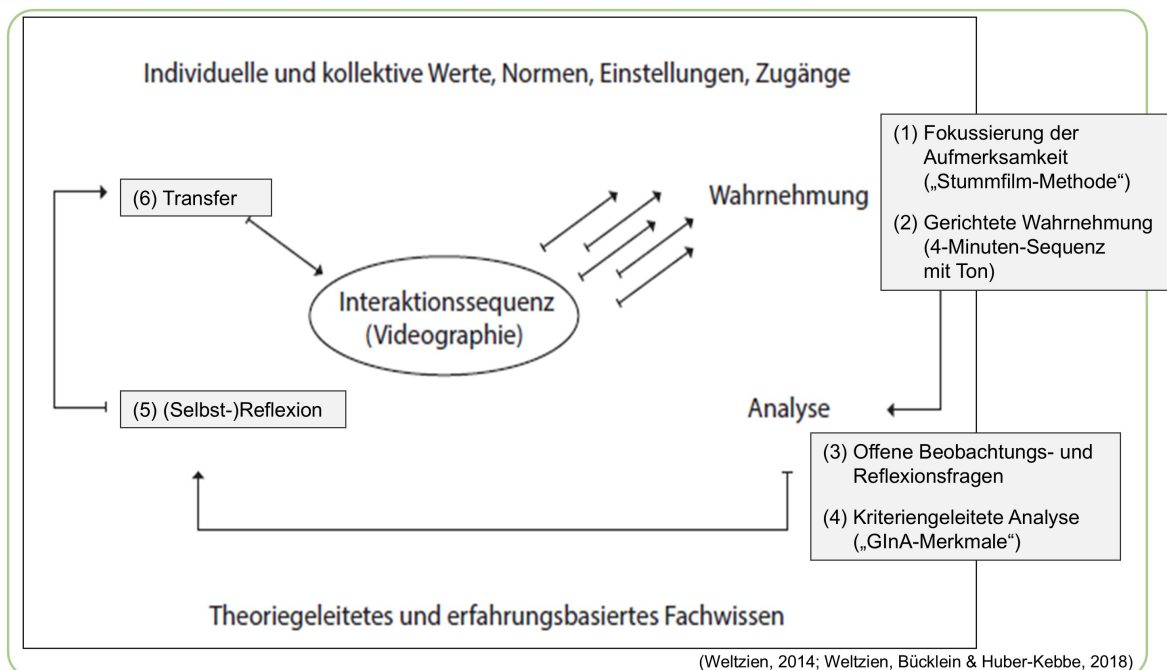 Individuelle und kollektive Werte, Normen, Einstellungen, Zugänge
(1) Fokussierung der
Aufmerksamkeit
(„Stummfilm-Methode“)
(2) Gerichtete Wahrnehmung
(4-Minuten-Sequenz
mit Ton)
Wahrnehmung
(6) Transfer
Interaktionssequenz
(Videographie)
(5) (Selbst-)Reflexion
Analyse
(3) Offene Beobachtungs- und
Reflexionsfragen
(4) Kriteriengeleitete Analyse
(„GInA-Merkmale“)
Theoriegeleitetes und erfahrungsbasiertes Fachwissen
(Weltzien, 2014; Weltzien, Bücklein & Huber-Kebbe, 2018)